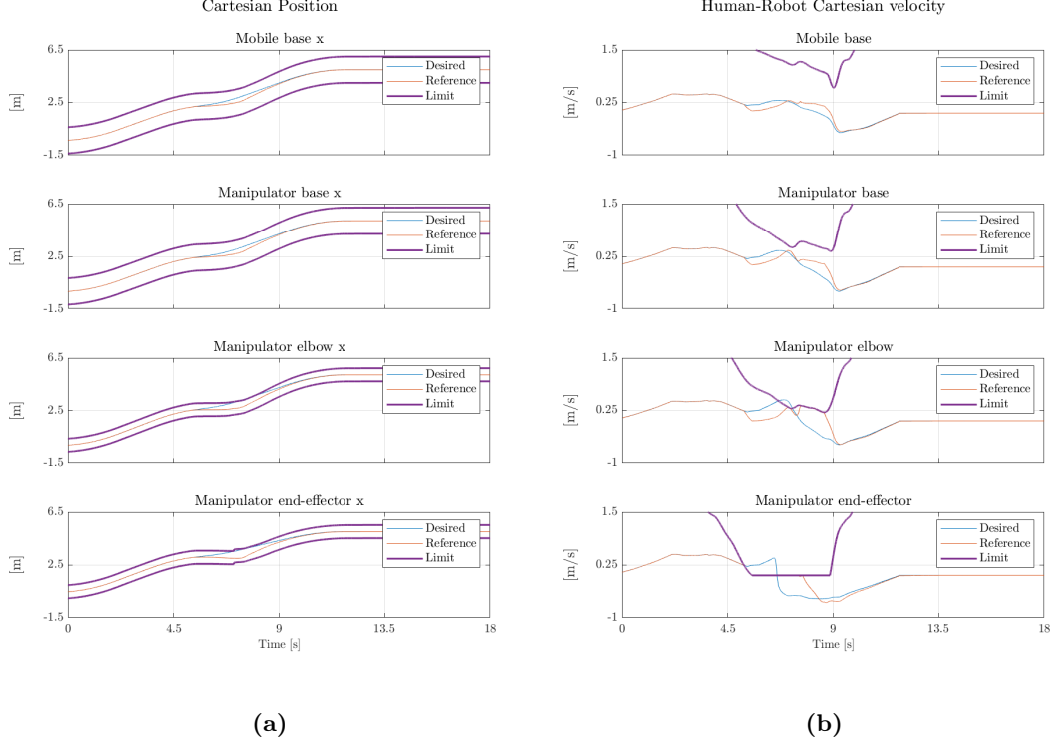 Cartesian Position
Mobile base x
6.5
2.5
-1.5
[m]
Desired
Reference
Limit
Manipulator base x
6.5
2.5
-1.5
[m]
Desired
Reference
Limit
Manipulator elbow x
6.5
2.5
-1.5
[m]
Desired
Reference
Limit
Manipulator end-effector x
6.5
2.5
-1.5
[m]
Desired
Reference
Limit
0 4.5 9 13.5 18
Time [s]
(a)
Human-Robot Cartesian velocity
Mobile base
1.5
0.25
-1
[m/s]
Desired
Reference
Limit
Manipulator base
1.5
0.25
-1
[m/s]
Desired
Reference
Limit
Manipulator elbow
1.5
0.25
-1
[m/s]
Desired
Reference
Limit
Manipulator end-effector
1.5
0.25
-1
[m/s]
Desired
Reference
Limit
0 4.5 9 13.5 18
Time [s]
(b)